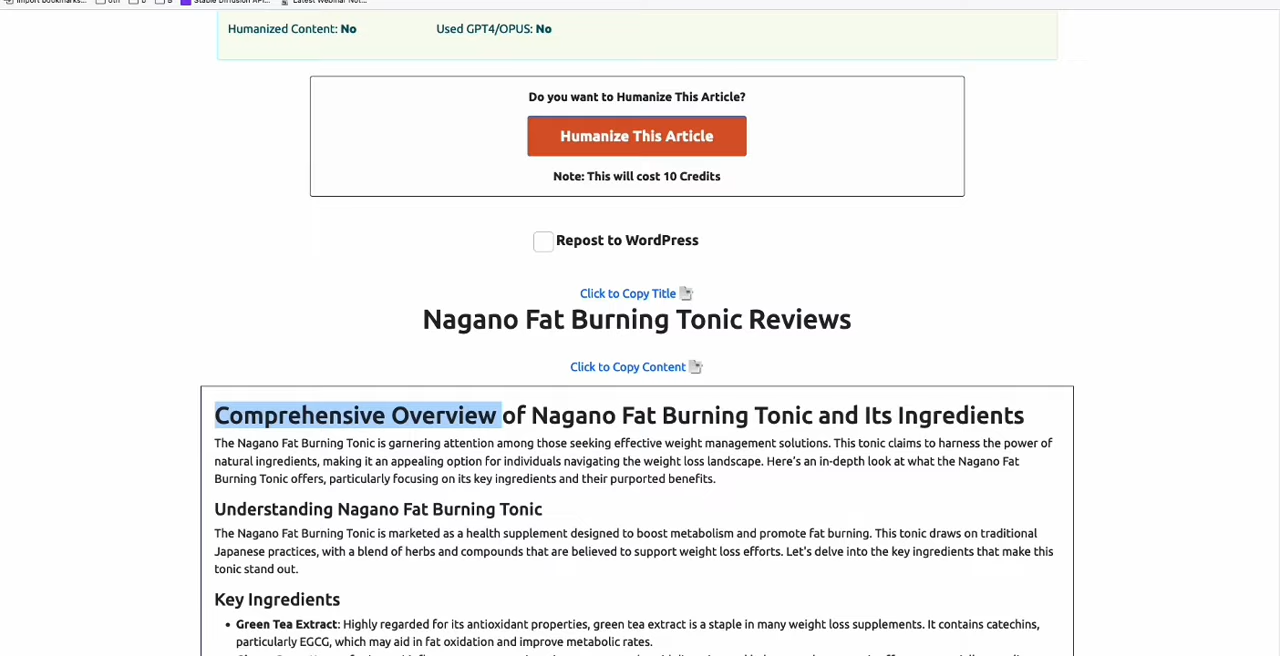 Import bookmarks...
Stable Diffusion API...
Latest Webinar Not...
Humanized Content: No
Used GPT4/OPUS: No
Do you want to Humanize This Article?
Humanize This Article
Note: This will cost 10 Credits
Repost to WordPress
Click to Copy Title
Nagano Fat Burning Tonic Reviews
Click to Copy Content
Comprehensive Overview of Nagano Fat Burning Tonic and Its Ingredients
The Nagano Fat Burning Tonic is garnering attention among those seeking effective weight management solutions. This tonic claims to harness the power of
natural ingredients, making it an appealing option for individuals navigating the weight loss landscape. Here's an in-depth look at what the Nagano Fat
Burning Tonic offers, particularly focusing on its key ingredients and their purported benefits.
Understanding Nagano Fat Burning Tonic
The Nagano Fat Burning Tonic is marketed as a health supplement designed to boost metabolism and promote fat burning. This tonic draws on traditional
Japanese practices, with a blend of herbs and compounds that are believed to support weight loss efforts. Let's delve into the key ingredients that make this
tonic stand out.
Key Ingredients
• Green Tea Extract: Highly regarded for its antioxidant properties, green tea extract is a staple in many weight loss supplements. It contains catechins,
particularly EGCG, which may aid in fat oxidation and improve metabolic rates.